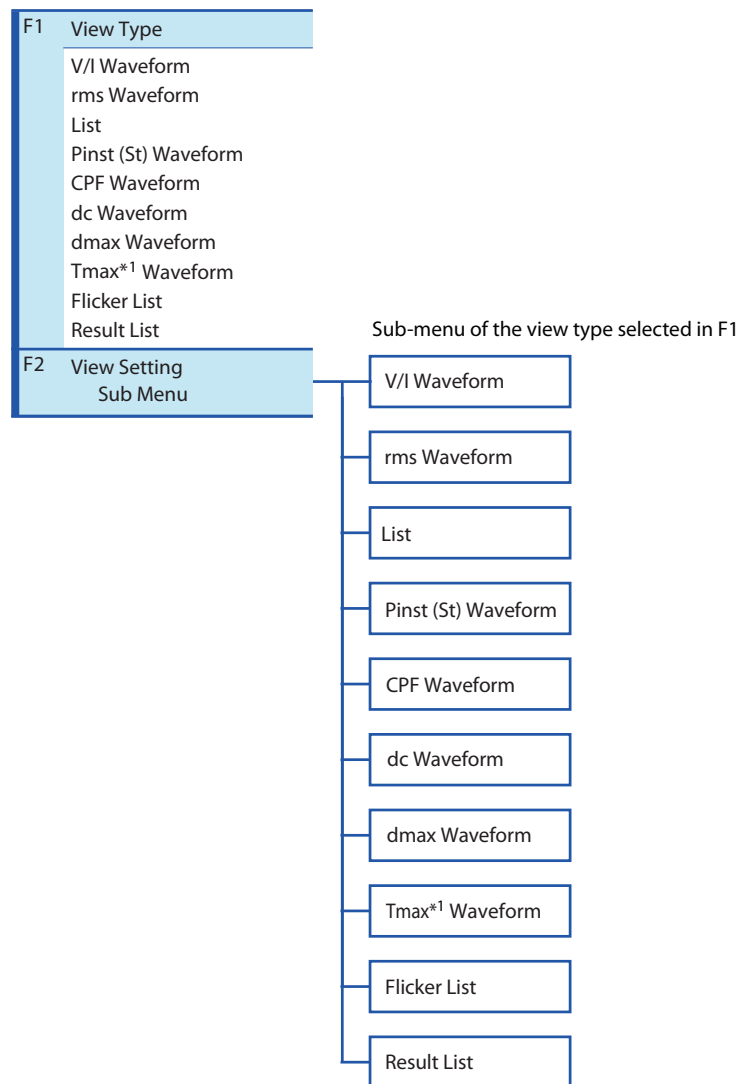 F1 View Type
V/I Waveform
rms Waveform
List
Pinst (St) Waveform
CPF Waveform
dc Waveform
dmax Waveform
Tmax*1 Waveform
Flicker List
Result List
F2 View Setting
Sub Menu
Sub-menu of the view type selected in F1
V/I Waveform
rms Waveform
List
Pinst (St) Waveform
CPF Waveform
dc Waveform
dmax Waveform
Tmax*1 Waveform
Flicker List
Result List